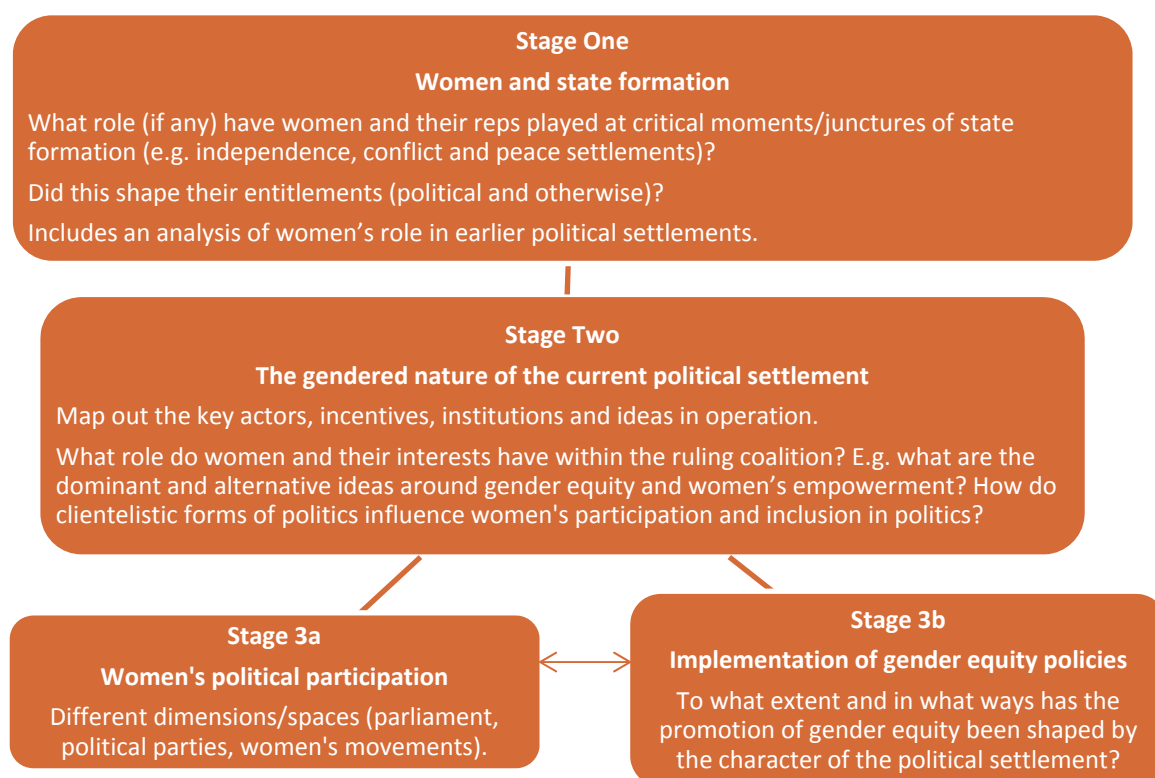 Stage One
Women and state formation
What role (if any) have women and their reps played at critical moments/junctures of state
formation (e.g. independence, conflict and peace settlements)?
Did this shape their entitlements (political and otherwise)?
Includes an analysis of women’s role in earlier political settlements.
Stage Two
The gendered nature of the current political settlement
Map out the key actors, incentives, institutions and ideas in operation.
What role do women and their interests have within the ruling coalition? E.g. what are the
dominant and alternative ideas around gender equity and women’s empowerment? How do
clientelistic forms of politics influence women's participation and inclusion in politics?
Stage 3a
Women's political participation
Different dimensions/spaces (parliament,
political parties, women's movements).
Stage 3b
Implementation of gender equity policies
To what extent and in what ways has the
promotion of gender equity been shaped by
the character of the political settlement?